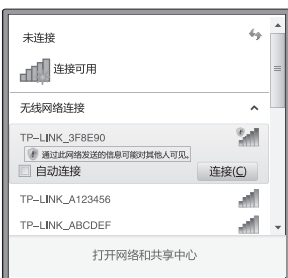 未连接
连接可用
无线网络连接
TP-LINK_3F8E90
通过此网络发送的信息可能对其他人可见。
自动连接 连接(C)
TP-LINK_A123456
TP-LINK_ABCDEF
打开网络和共享中心